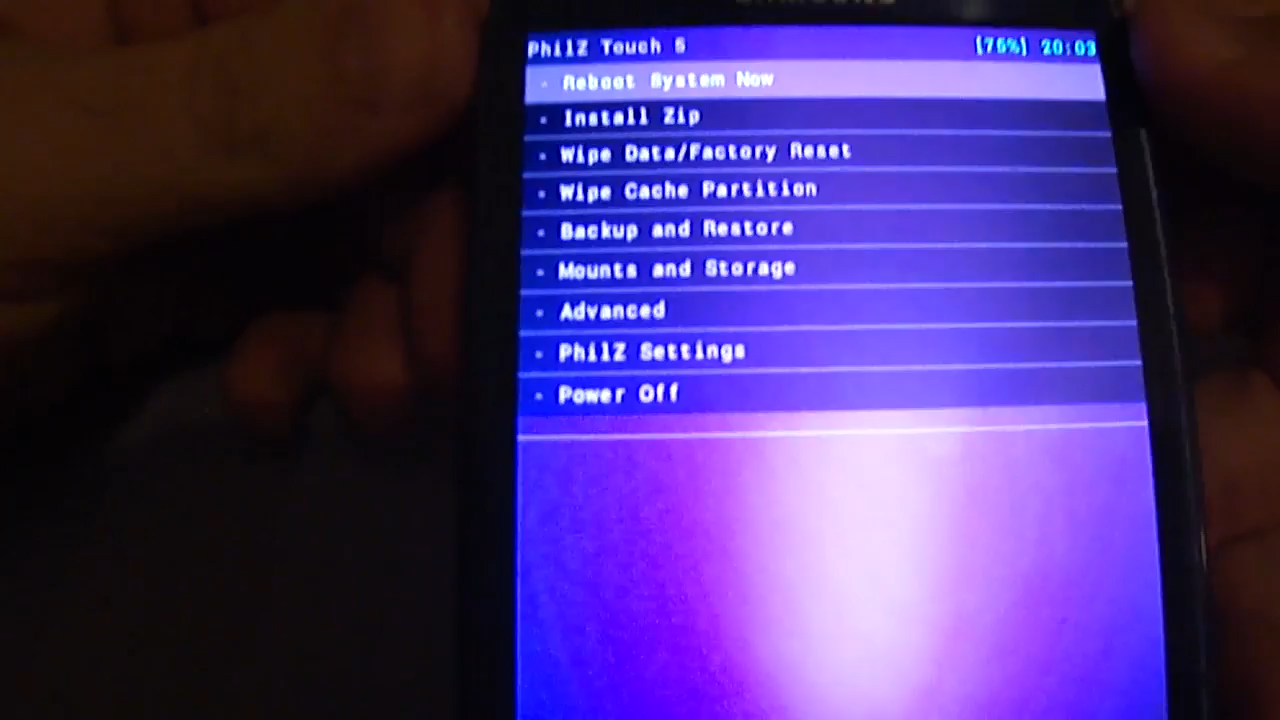 PhilZ Touch 5 [75%] 20:03
- Reboot System Now
- Install Zip
- Wipe Data/Factory Reset
- Wipe Cache Partition
- Backup and Restore
- Mounts and Storage
- Advanced
- PhilZ Settings
- Power Off